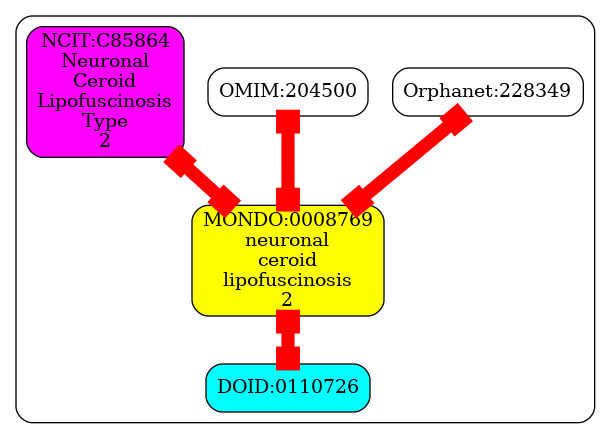 NCIT:C85864
Neuronal
Ceroid
Lipofuscinosis
Type
2
OMIM:204500
Orphanet:228349
MONDO:0008769
neuronal
ceroid
lipofuscinosis
2
DOID:0110726